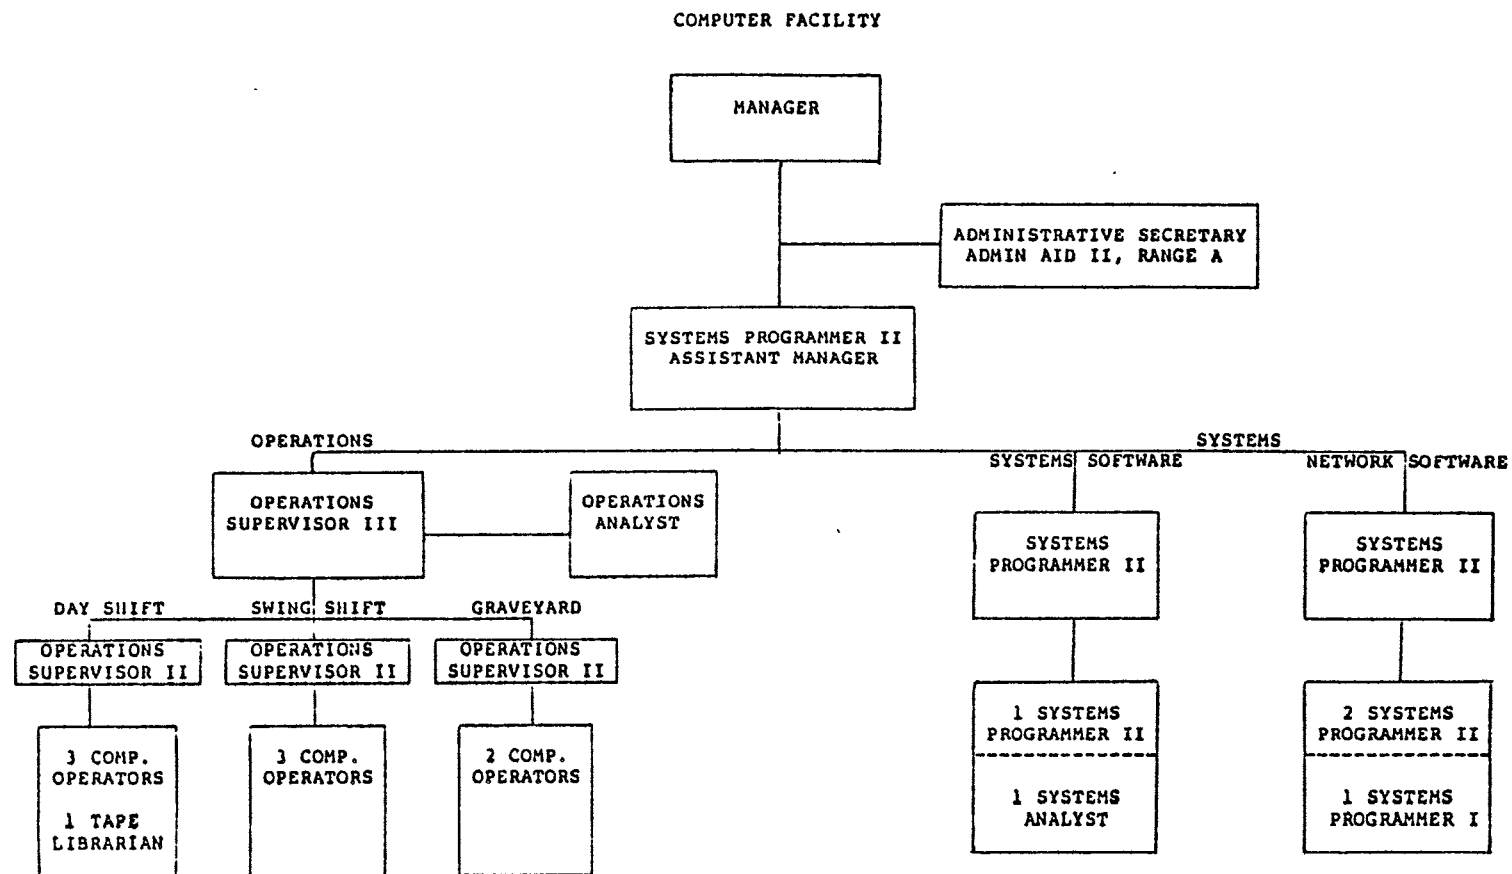 COMPUTER FACILITY
MANAGER
ADMINISTRATIVE SECRETARY
ADMIN AID II, RANGE A
SYSTEMS PROGRAMMER II
ASSISTANT MANAGER
OPERATIONS
SYSTEMS
SYSTEMS SOFTWARE
NETWORK SOFTWARE
OPERATIONS
SUPERVISOR III
OPERATIONS
ANALYST
SYSTEMS
PROGRAMMER II
SYSTEMS
PROGRAMMER II
DAY SHIFT
SWING SHIFT
GRAVEYARD
OPERATIONS
SUPERVISOR II
OPERATIONS
SUPERVISOR II
OPERATIONS
SUPERVISOR II
3 COMP.
OPERATORS
1 TAPE
LIBRARIAN
3 COMP.
OPERATORS
2 COMP.
OPERATORS
1 SYSTEMS
PROGRAMMER II
1 SYSTEMS
ANALYST
2 SYSTEMS
PROGRAMMER II
1 SYSTEMS
PROGRAMMER I